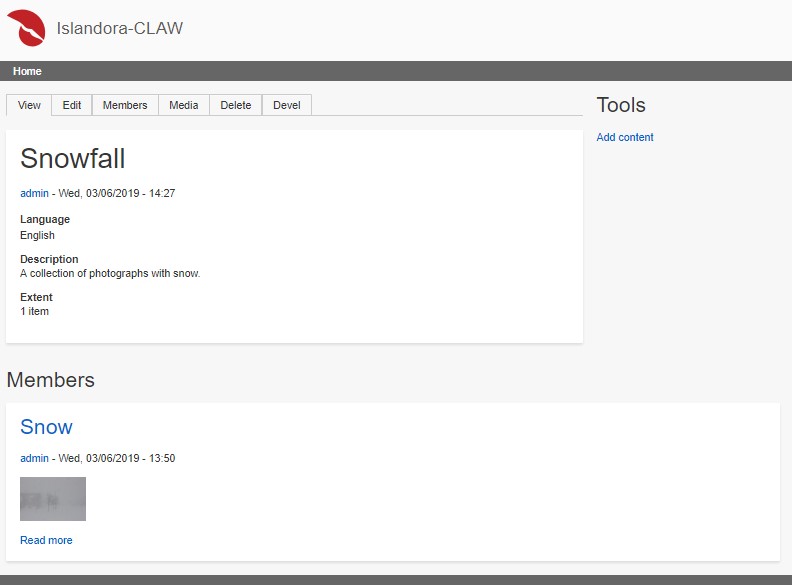 Islandora-CLAW
Home
View Edit Members Media Delete Devel
Tools
Add content
Snowfall
admin - Wed, 03/06/2019 - 14:27
Language
English
Description
A collection of photographs with snow.
Extent
1 item
Members
Snow
admin - Wed, 03/06/2019 - 13:50
Read more